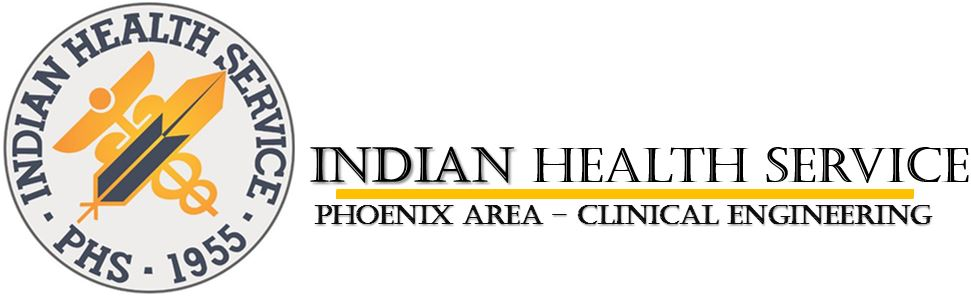 INDIAN HEALTH SERVICE
PHS · 1955
INDIAN HEALTH SERVICE
PHOENIX AREA – CLINICAL ENGINEERING